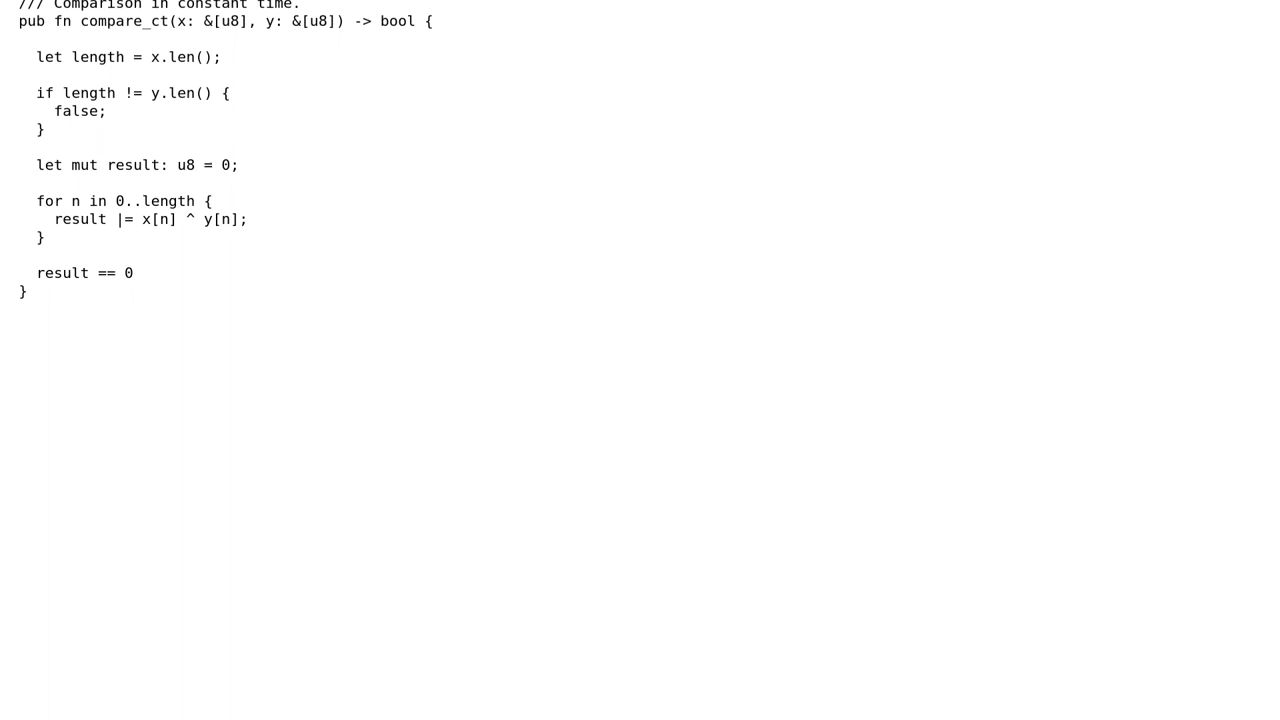 /// Comparison in constant time.
pub fn compare_ct(x: &[u8], y: &[u8]) -> bool {
let length = x.len();
if length != y.len() {
false;
}
let mut result: u8 = 0;
for n in 0..length {
result |= x[n] ^ y[n];
}
result == 0
}